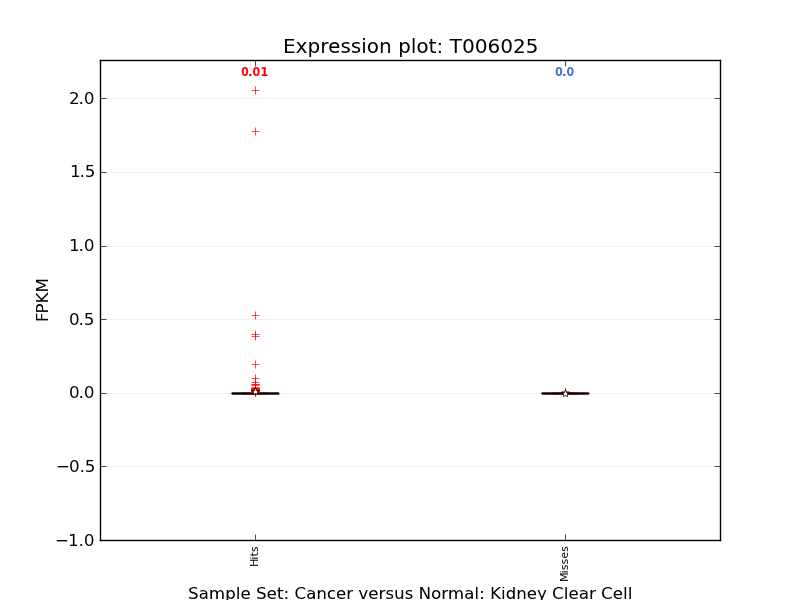 Expression plot: T006025
0.01
0.0
2.0
1.5
1.0
0.5
0.0
−0.5
−1.0
FPKM
Hits
Misses
Sample Set: Cancer versus Normal: Kidney Clear Cell